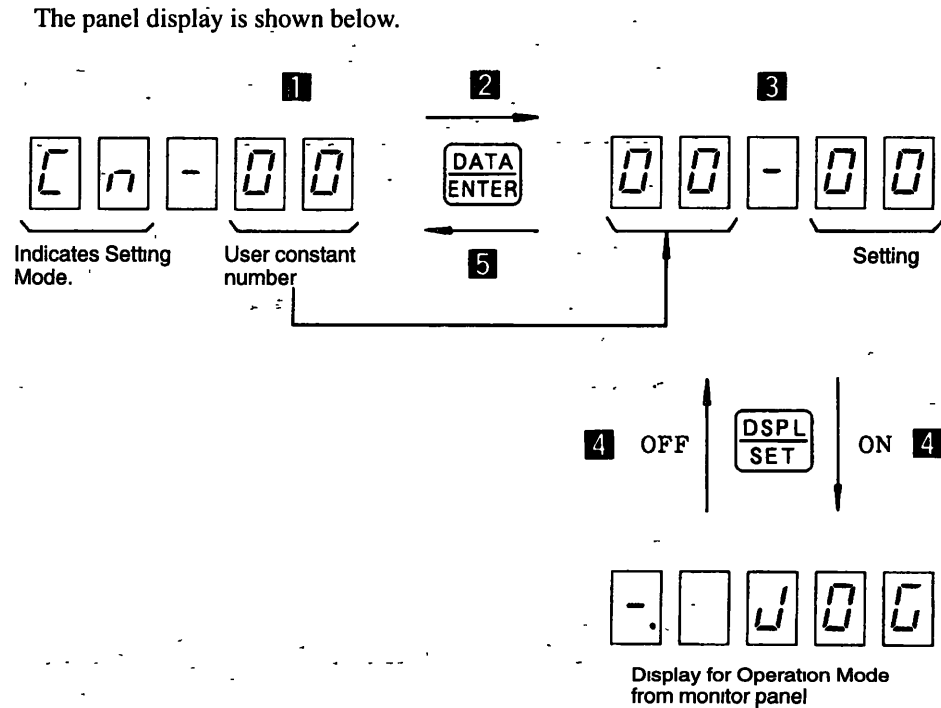 The panel display is shown below.
1 2 3
Cn-00 DATA ENTER 00-00
Indicates Setting Mode.
User constant number
5
Setting
4 OFF DSPL SET ON 4
-. JOG
Display for Operation Mode
from monitor panel